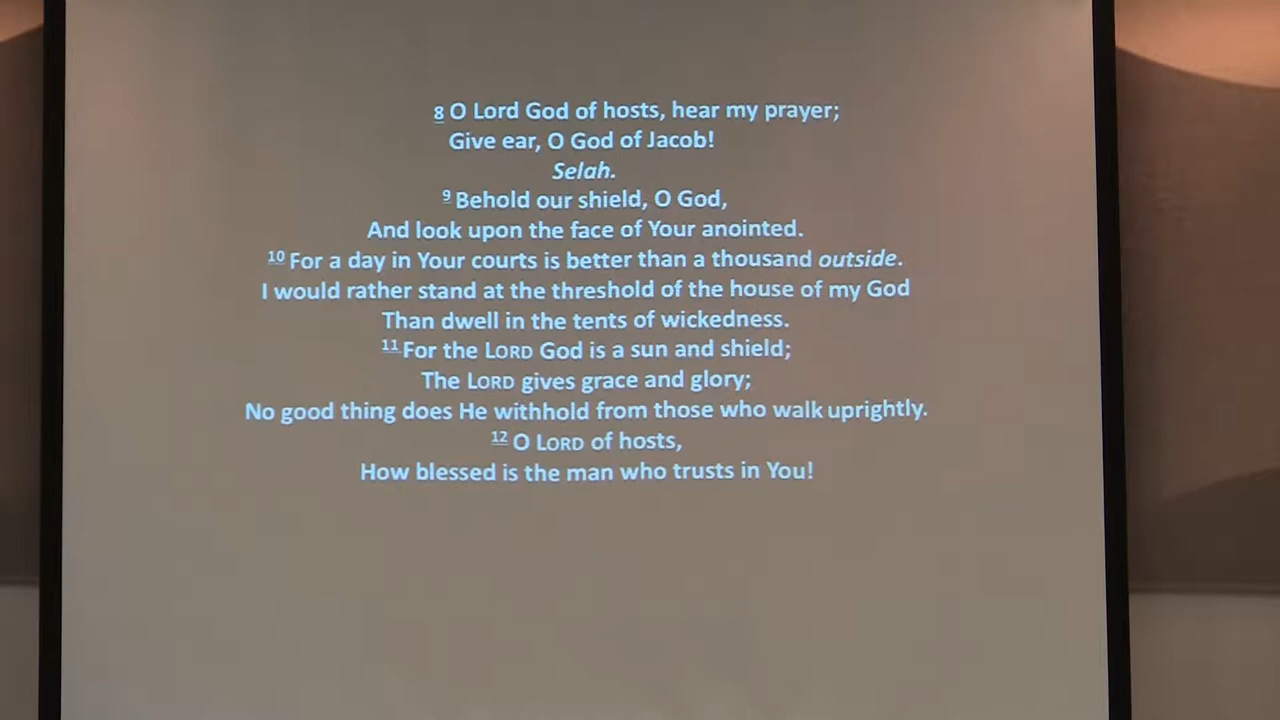 8 O Lord God of hosts, hear my prayer;
Give ear, O God of Jacob!
Selah.
9 Behold our shield, O God,
And look upon the face of Your anointed.
10 For a day in Your courts is better than a thousand outside.
I would rather stand at the threshold of the house of my God
Than dwell in the tents of wickedness.
11 For the LORD God is a sun and shield;
The LORD gives grace and glory;
No good thing does He withhold from those who walk uprightly.
12 O LORD of hosts,
How blessed is the man who trusts in You!